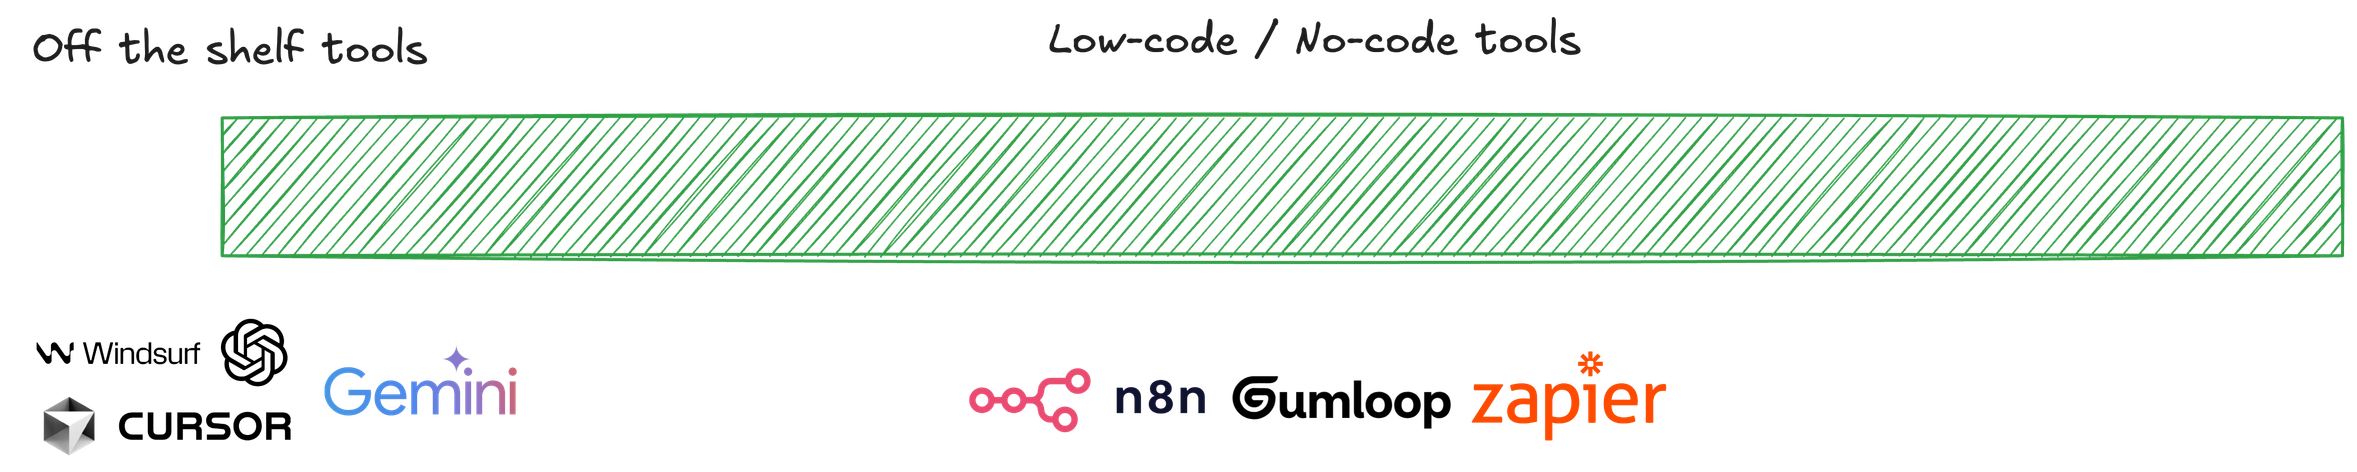 Off the shelf tools
Low-code / No-code tools
Windsurf
Gemini
CURSOR
n8n
Gumloop
zapier